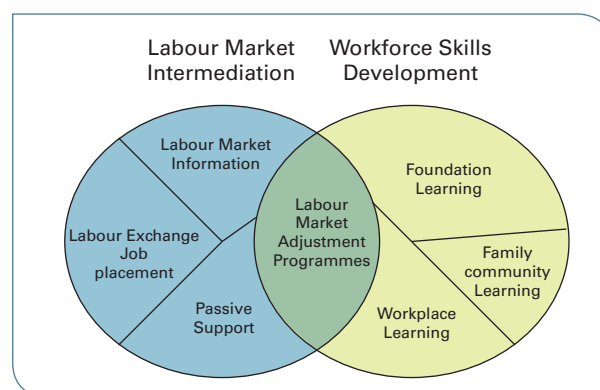 Labour Market
Intermediation
Workforce Skills
Development
Labour Market
Information
Labour Exchange
Job
placement
Passive
Support
Labour
Market
Adjustment
Programmes
Foundation
Learning
Family
community
Learning
Workplace
Learning